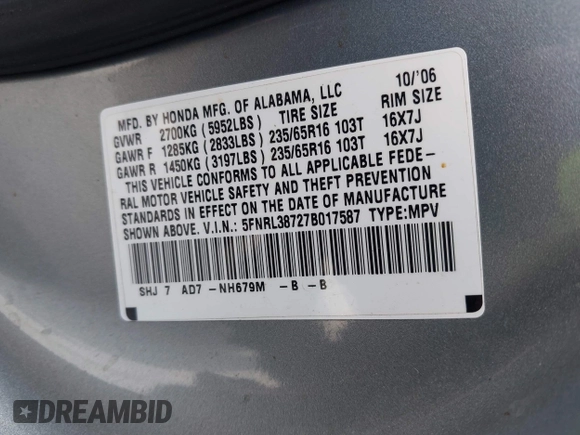 MFD. BY HONDA MFG. OF ALABAMA, LLC 10/'06
GVWR 2700KG (5952LBS) TIRE SIZE RIM SIZE
GAWR F 1285KG (2833LBS) 235/65R16 103T 16X7J
GAWR R 1450KG (3197LBS) 235/65R16 103T 16X7J
THIS VEHICLE CONFORMS TO ALL APPLICABLE FEDE-
RAL MOTOR VEHICLE SAFETY AND THEFT PREVENTION
STANDARDS IN EFFECT ON THE DATE OF MANUFACTURE
SHOWN ABOVE. V.I.N.: 5FNRL38727B017587 TYPE:MPV
SHJ 7 AD7 -NH679M -B -B
DREAMBID